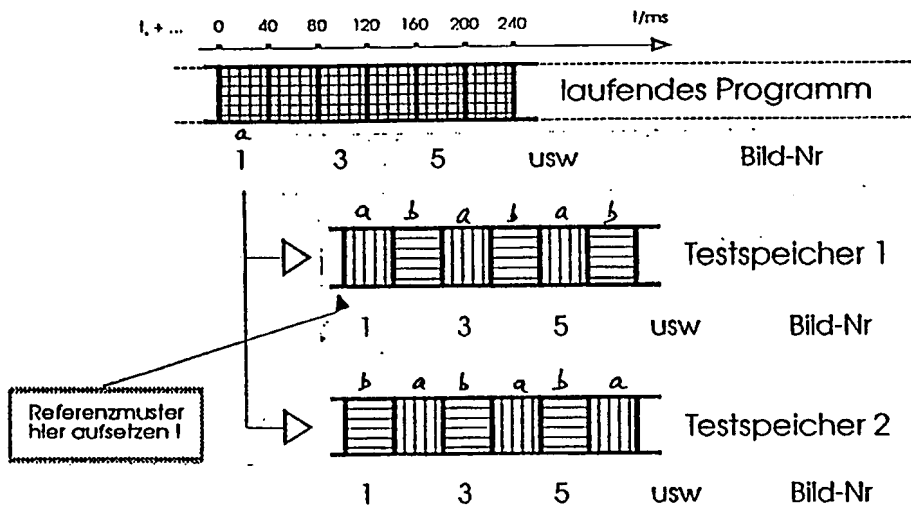 t₀ + ... 0 40 80 120 160 200 240 t/ms
laufendes Programm
a
1 3 5 usw Bild-Nr
a b a b a b
Testspeicher 1
1 3 5 usw Bild-Nr
Referenzmuster
hier aufsetzen !
b a b a b a
Testspeicher 2
1 3 5 usw Bild-Nr